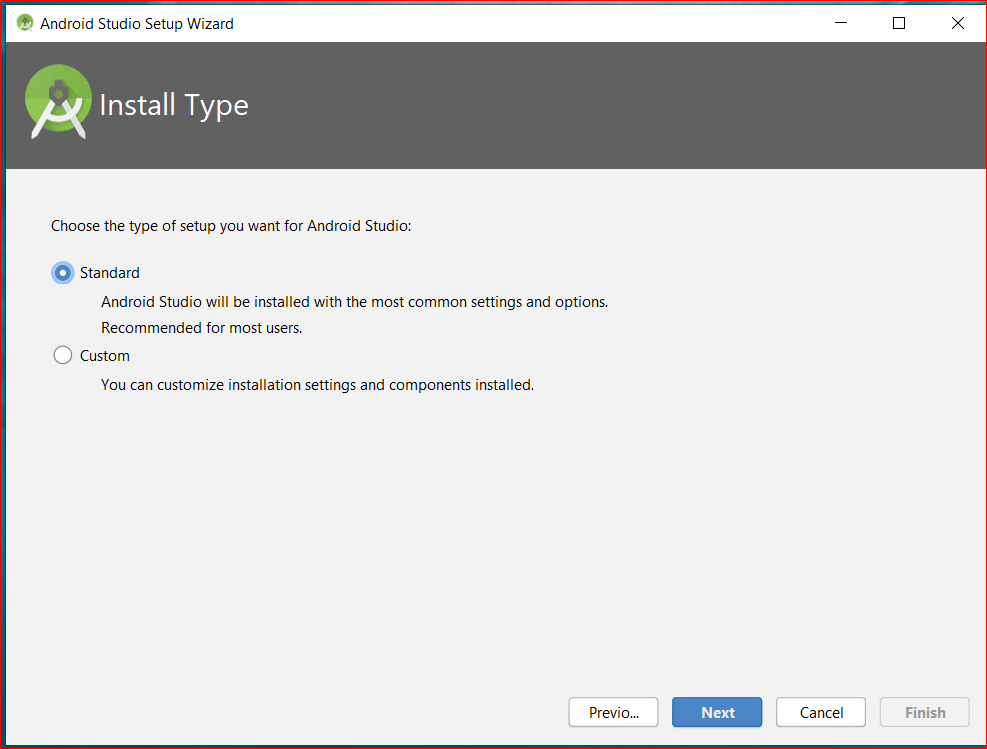 Android Studio Setup Wizard
Install Type
Choose the type of setup you want for Android Studio:
Standard
Android Studio will be installed with the most common settings and options.
Recommended for most users.
Custom
You can customize installation settings and components installed.
Previo... Next Cancel Finish